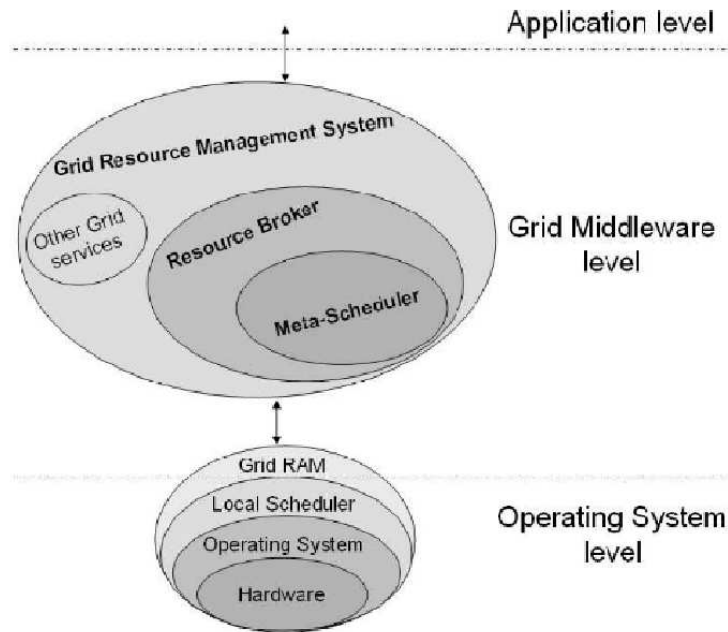 Application level
Grid Resource Management System
Other Grid
services
Resource Broker
Meta-Scheduler
Grid Middleware
level
Grid RAM
Local Scheduler
Operating System
Hardware
Operating System
level